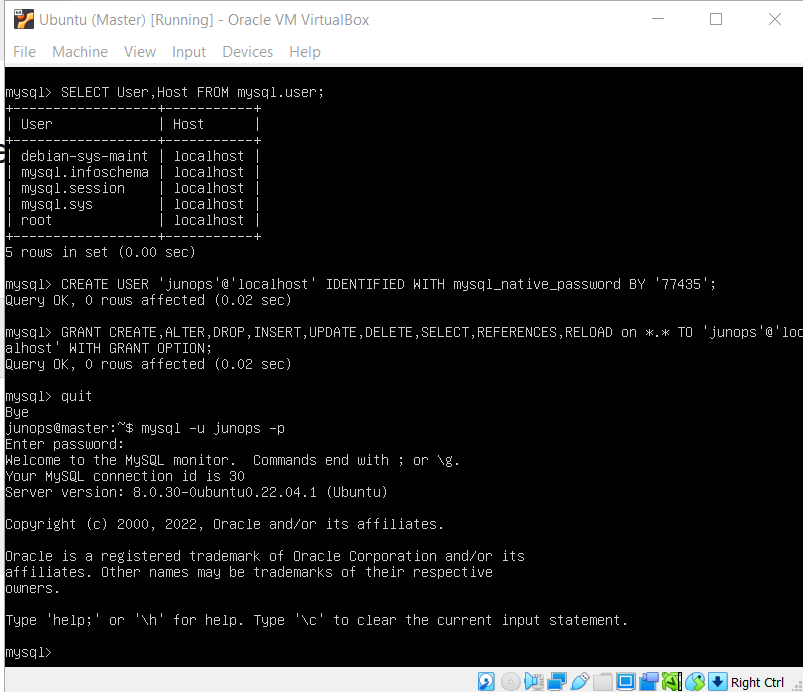 Ubuntu (Master) [Running] - Oracle VM VirtualBox
File Machine View Input Devices Help
mysql> SELECT User,Host FROM mysql.user;
+------------------+-----------+
| User             | Host      |
+------------------+-----------+
| debian-sys-maint | localhost |
| mysql.infoschema | localhost |
| mysql.session    | localhost |
| mysql.sys        | localhost |
| root             | localhost |
+------------------+-----------+
5 rows in set (0.00 sec)
mysql> CREATE USER 'junops'@'localhost' IDENTIFIED WITH mysql_native_password BY '77435';
Query OK, 0 rows affected (0.02 sec)
mysql> GRANT CREATE,ALTER,DROP,INSERT,UPDATE,DELETE,SELECT,REFERENCES,RELOAD on *.* TO 'junops'@'loc
alhost' WITH GRANT OPTION;
Query OK, 0 rows affected (0.02 sec)
mysql> quit
Bye
junops@master:~$ mysql -u junops -p
Enter password:
Welcome to the MySQL monitor.  Commands end with ; or \g.
Your MySQL connection id is 30
Server version: 8.0.30-0ubuntu0.22.04.1 (Ubuntu)
Copyright (c) 2000, 2022, Oracle and/or its affiliates.
Oracle is a registered trademark of Oracle Corporation and/or its
affiliates. Other names may be trademarks of their respective
owners.
Type 'help;' or '\h' for help. Type '\c' to clear the current input statement.
mysql>
Right Ctrl